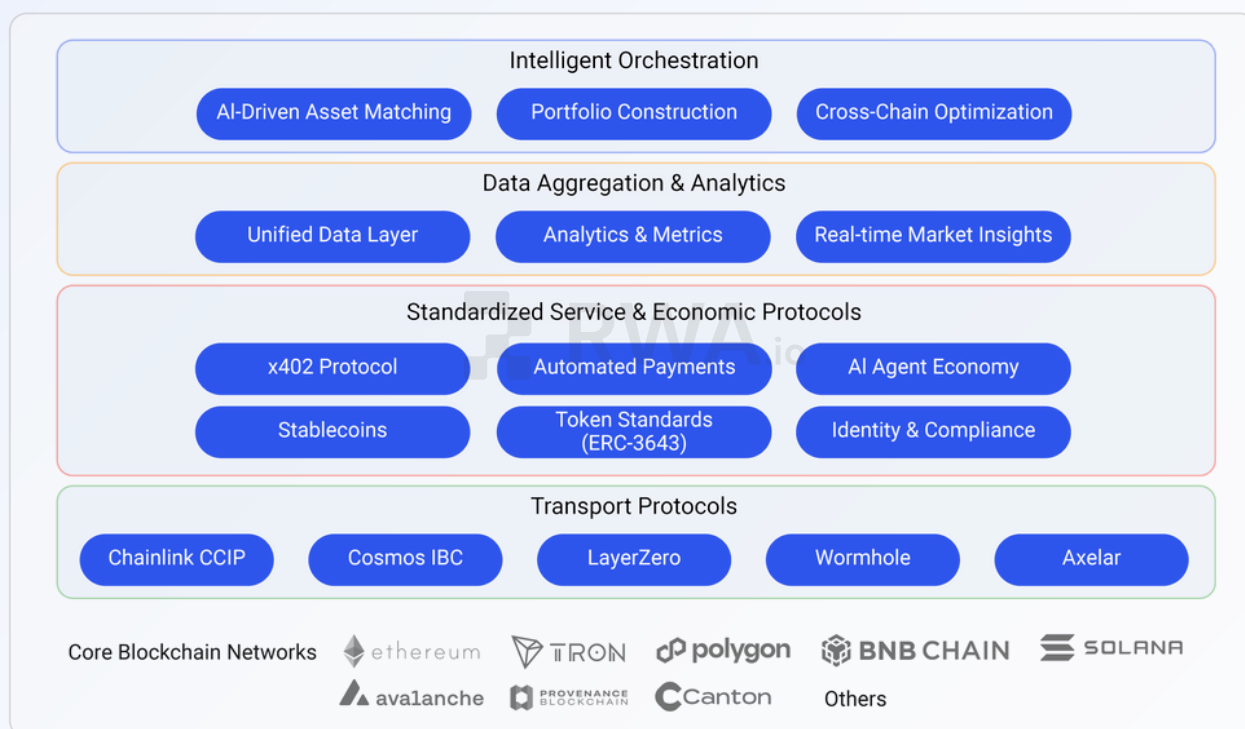 Intelligent Orchestration
AI-Driven Asset Matching
Portfolio Construction
Cross-Chain Optimization
Data Aggregation & Analytics
Unified Data Layer
Analytics & Metrics
Real-time Market Insights
Standardized Service & Economic Protocols
RWA.io
x402 Protocol
Automated Payments
AI Agent Economy
Stablecoins
Token Standards
(ERC-3643)
Identity & Compliance
Transport Protocols
Chainlink CCIP
Cosmos IBC
LayerZero
Wormhole
Axelar
Core Blockchain Networks
ethereum
TRON
polygon
BNB CHAIN
SOLANA
avalanche
PROVENANCE
BLOCKCHAIN
Canton
Others